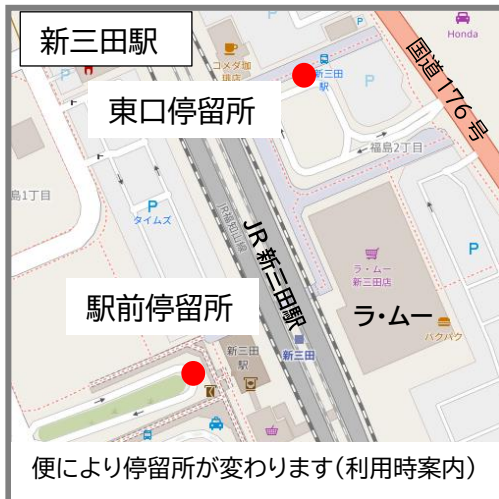 新三田駅
Honda
国道176号
コメダ珈
琲店
新三田
駅
P
東口停留所
福島2丁目
島1丁目
P
タイムズ
JR福知山線
JR 新三田駅
P
ラ・ムー
新三田店
駅前停留所
ラ・ムー
パクパク
新三田
駅
新三田
便により停留所が変わります(利用時案内)